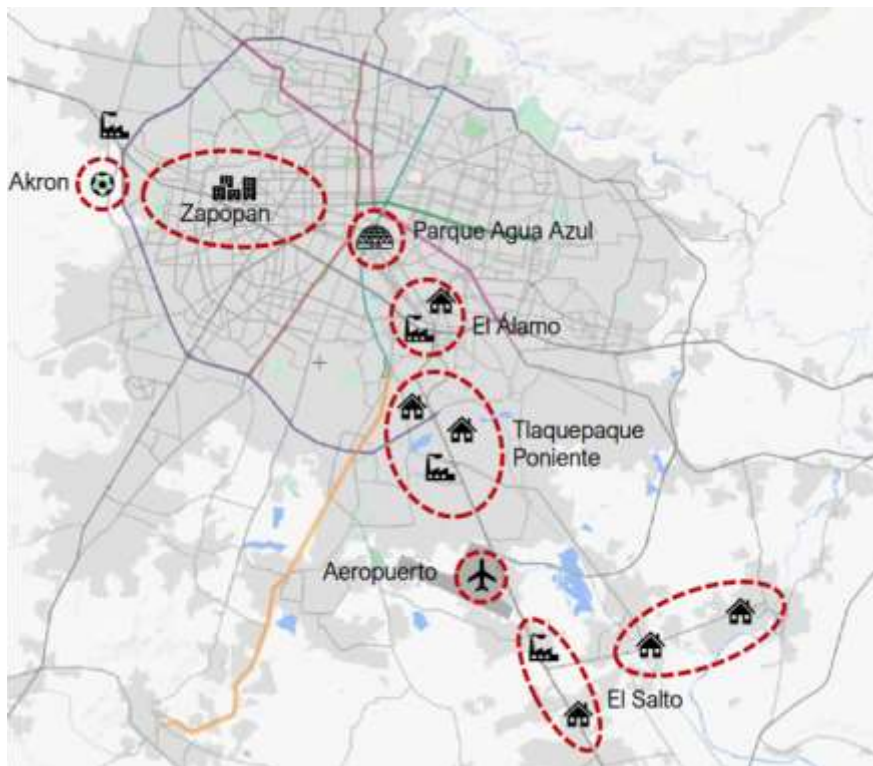 Akron
Zapopan
Parque Agua Azul
El Álamo
Tlaquepaque
Poniente
Aeropuerto
El Salto